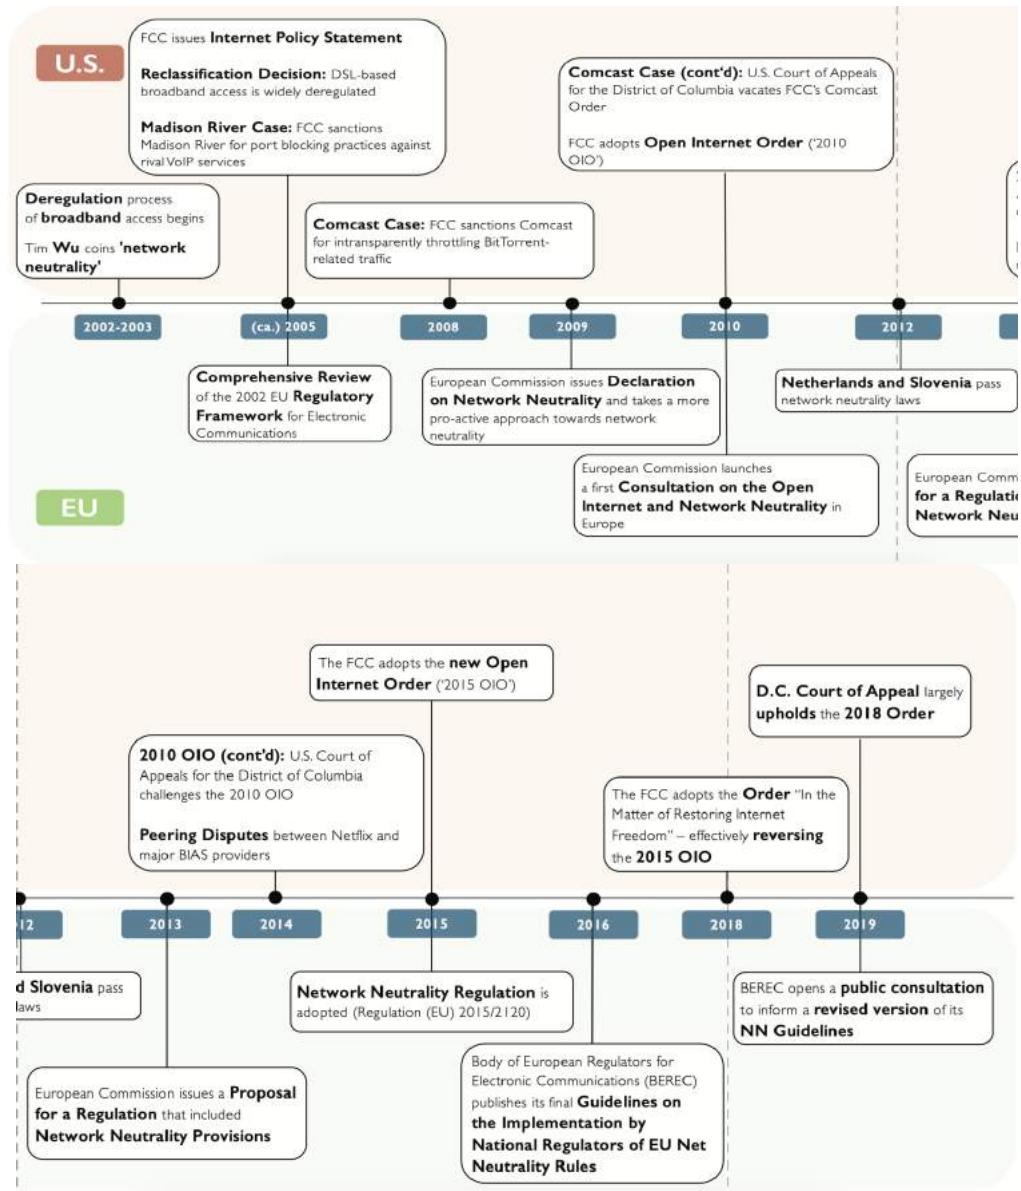 U.S.
FCC issues Internet Policy Statement
Reclassification Decision: DSL-based
broadband access is widely deregulated
Madison River Case: FCC sanctions
Madison River for port blocking practices against
rival VoIP services
Deregulation process
of broadband access begins
Tim Wu coins 'network
neutrality'
Comcast Case: FCC sanctions Comcast
for intransparently throttling BitTorrent-
related traffic
Comcast Case (cont'd): U.S. Court of Appeals
for the District of Columbia vacates FCC's Comcast
Order
FCC adopts Open Internet Order ('2010
OIO')
2002-2003
(ca.) 2005
2008
2009
2010
2012
Comprehensive Review
of the 2002 EU Regulatory
Framework for Electronic
Communications
European Commission issues Declaration
on Network Neutrality and takes a more
pro-active approach towards network
neutrality
Netherlands and Slovenia pass
network neutrality laws
European Commission launches
a first Consultation on the Open
Internet and Network Neutrality in
Europe
European Comm
for a Regulatio
Network Neu
EU
The FCC adopts the new Open
Internet Order ('2015 OIO')
D.C. Court of Appeal largely
upholds the 2018 Order
2010 OIO (cont'd): U.S. Court of
Appeals for the District of Columbia
challenges the 2010 OIO
Peering Disputes between Netflix and
major BIAS providers
The FCC adopts the Order "In the
Matter of Restoring Internet
Freedom" – effectively reversing
the 2015 OIO
12
2013
2014
2015
2016
2018
2019
d Slovenia pass
laws
Network Neutrality Regulation is
adopted (Regulation (EU) 2015/2120)
BEREC opens a public consultation
to inform a revised version of its
NN Guidelines
European Commission issues a Proposal
for a Regulation that included
Network Neutrality Provisions
Body of European Regulators for
Electronic Communications (BEREC)
publishes its final Guidelines on
the Implementation by
National Regulators of EU Net
Neutrality Rules